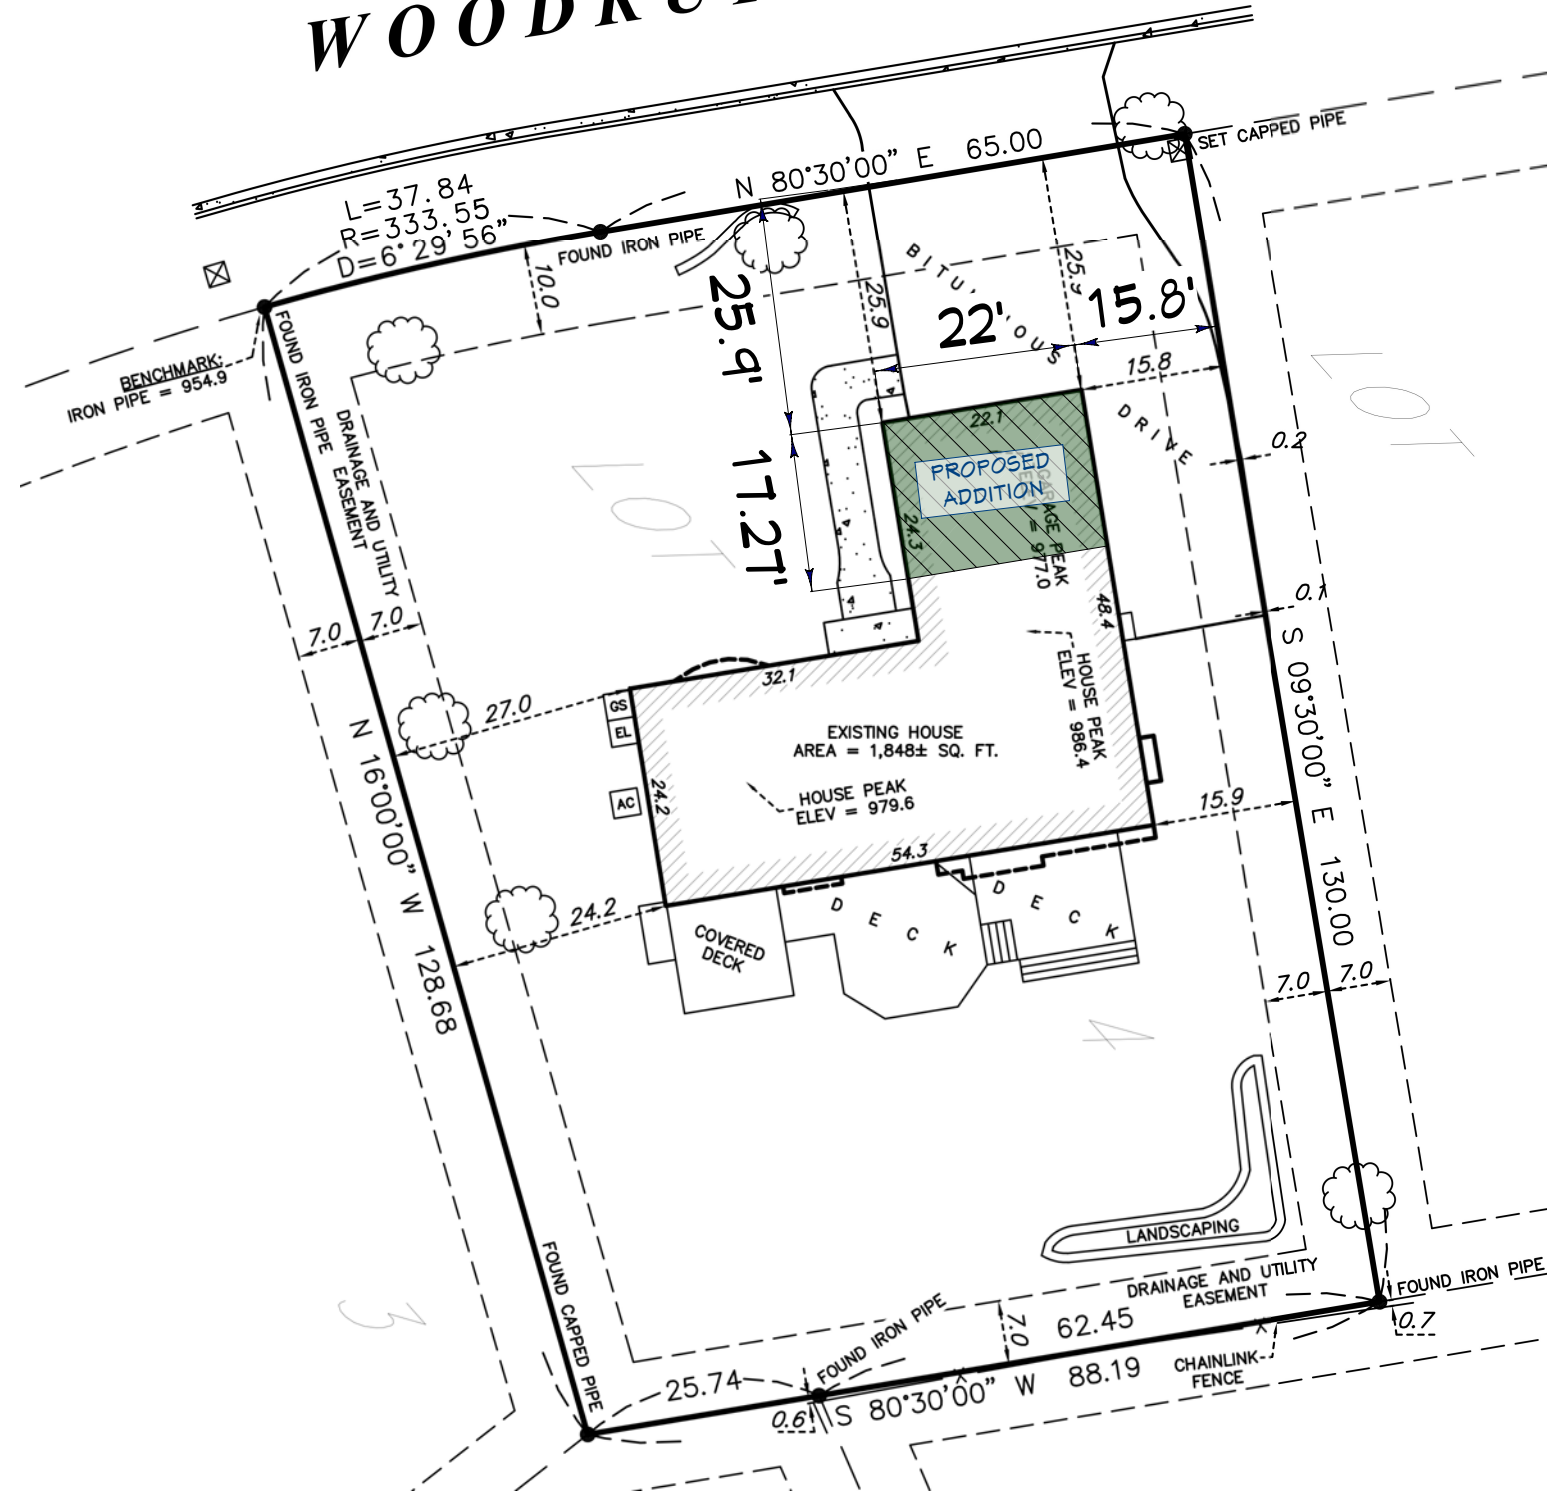 WOODRU
L=37.84
R=333.55
D=6°29'56"
N 80°30'00" E 65.00
SET CAPPED PIPE
FOUND IRON PIPE
10.0
BENCHMARK:
IRON PIPE = 954.9
FOUND IRON PIPE
DRAINAGE AND UTILITY
EASEMENT
25.9'
25.9
25.9
BITU
OUS
DRIVE
22'
15.8'
15.8
0.2
LOT
LOT
17.27'
22.1
24.3
PROPOSED
ADDITION
GARAGE PEAK
= 977.0
48.4
0.1
7.0
7.0
27.0
32.1
GS
EL
AC
24.2
EXISTING HOUSE
AREA = 1,848± SQ. FT.
HOUSE PEAK
ELEV = 986.4
HOUSE PEAK
ELEV = 979.6
54.3
15.9
S 09°30'00" E 130.00
N 16°00'00" W 128.68
24.2
COVERED
DECK
DECK
DECK
7.0
7.0
4
3
LANDSCAPING
DRAINAGE AND UTILITY
EASEMENT
FOUND IRON PIPE
0.7
FOUND CAPPED PIPE
FOUND IRON PIPE
7.0
62.45
25.74
0.6
S 80°30'00" W 88.19
CHAINLINK
FENCE